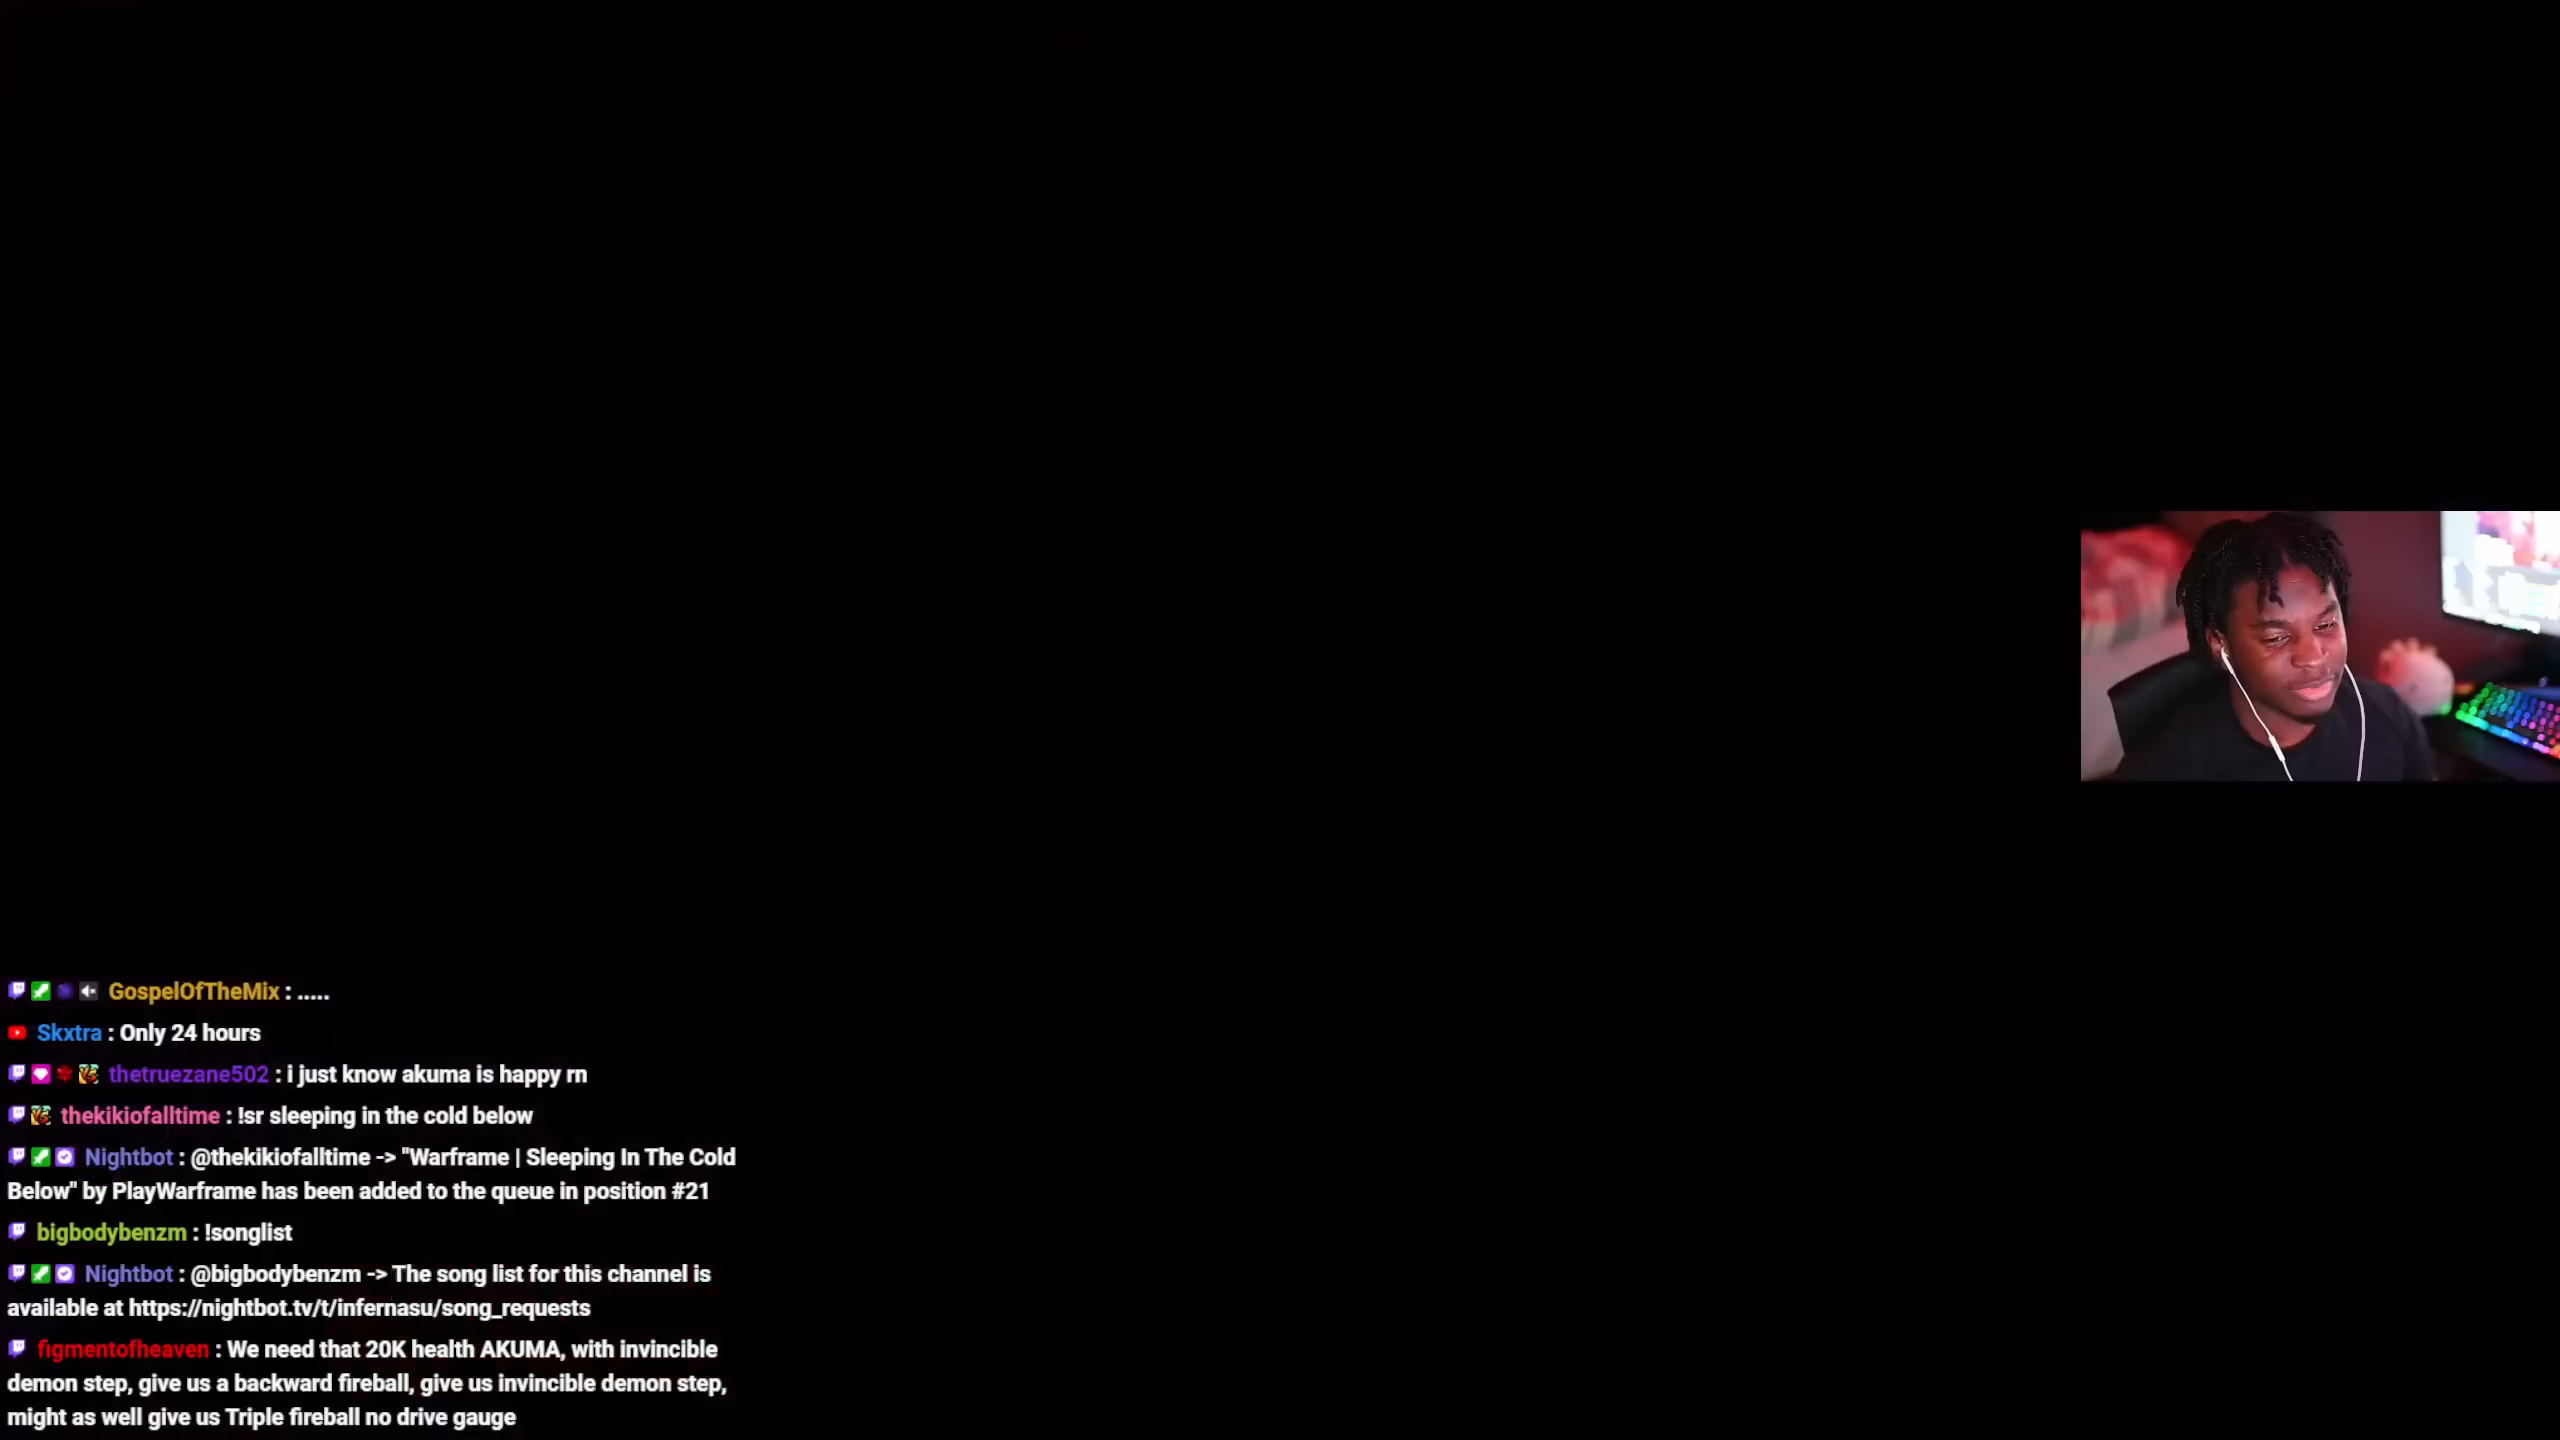 GospelOfTheMix : .....
Skxtra : Only 24 hours
thetruezane502 : i just know akuma is happy rn
thekikiofalltime : !sr sleeping in the cold below
Nightbot : @thekikiofalltime -> "Warframe | Sleeping In The Cold
Below" by PlayWarframe has been added to the queue in position #21
bigbodybenzm : !songlist
Nightbot : @bigbodybenzm -> The song list for this channel is
available at https://nightbot.tv/t/infernasu/song_requests
figmentofheaven : We need that 20K health AKUMA, with invincible
demon step, give us a backward fireball, give us invincible demon step,
might as well give us Triple fireball no drive gauge